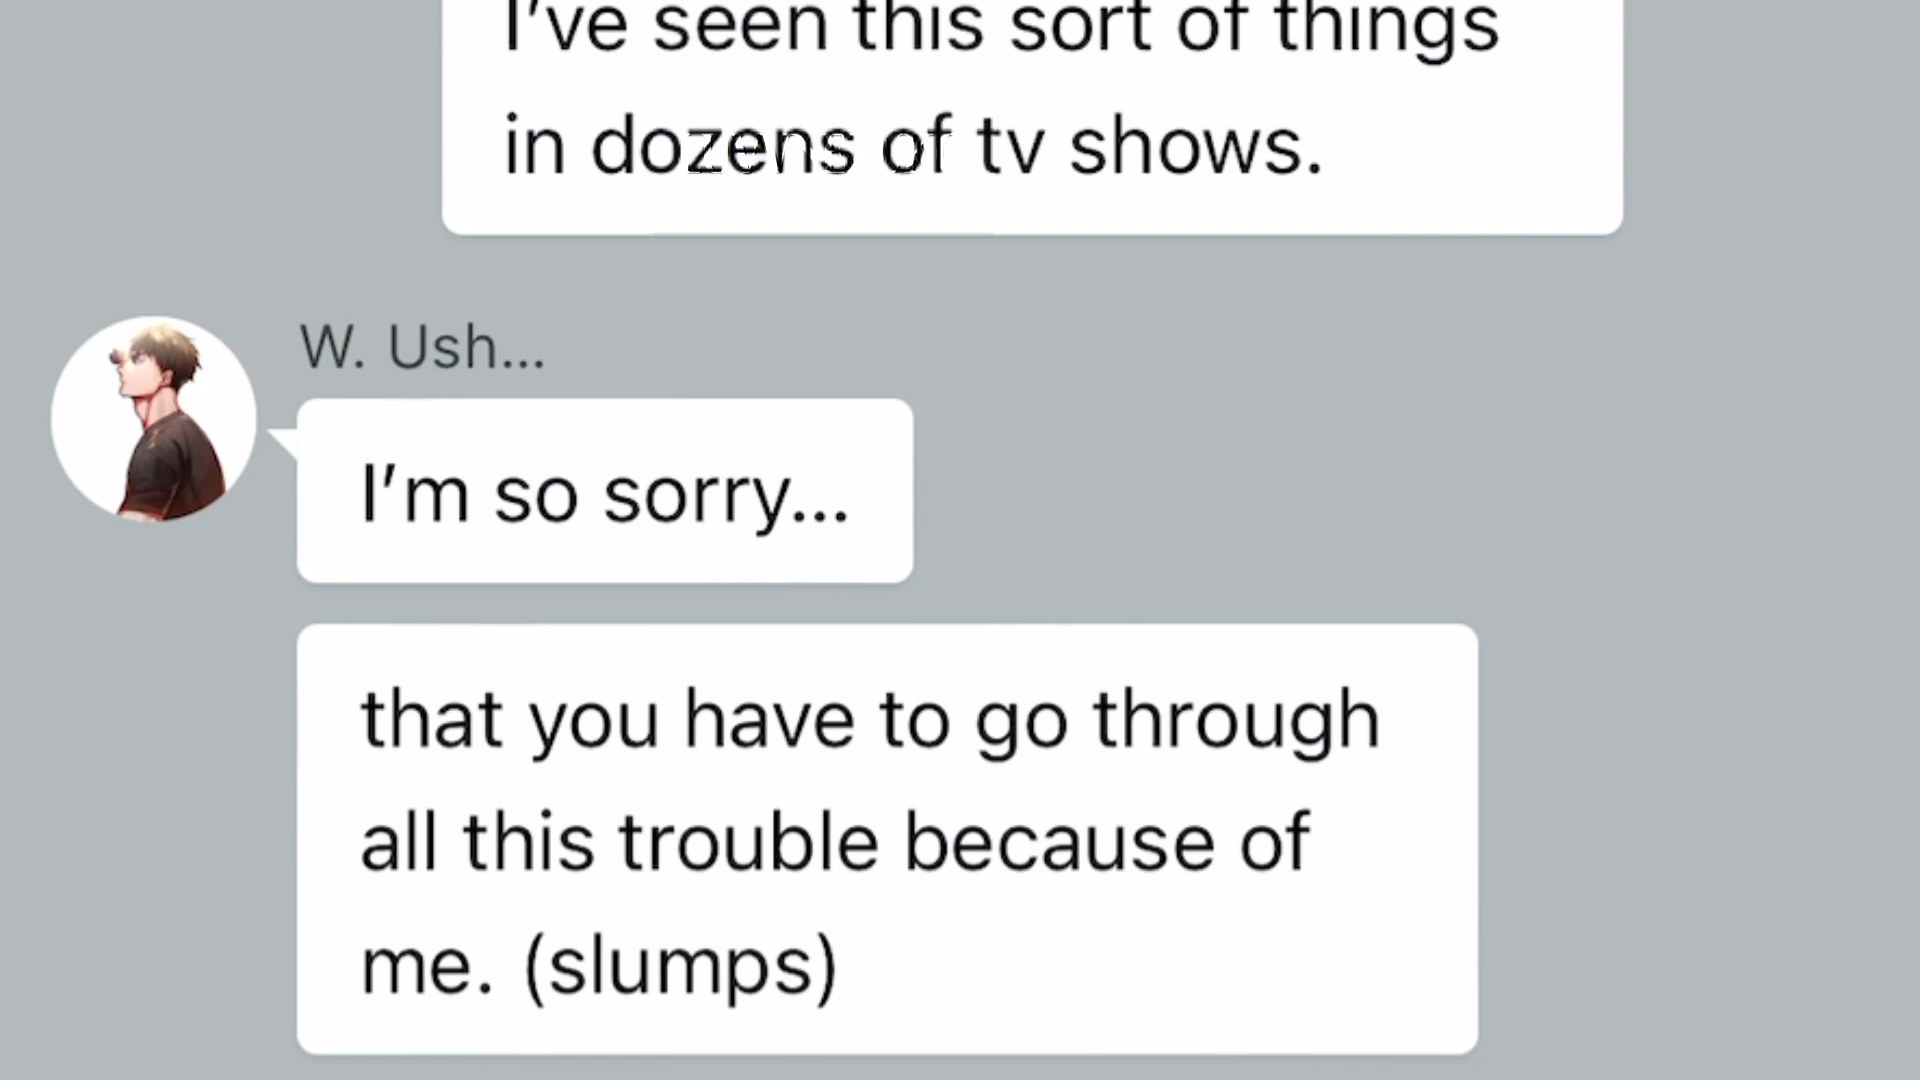 I've seen this sort of things
in dozens of tv shows.
W. Ush...
I'm so sorry...
that you have to go through
all this trouble because of
me. (slumps)